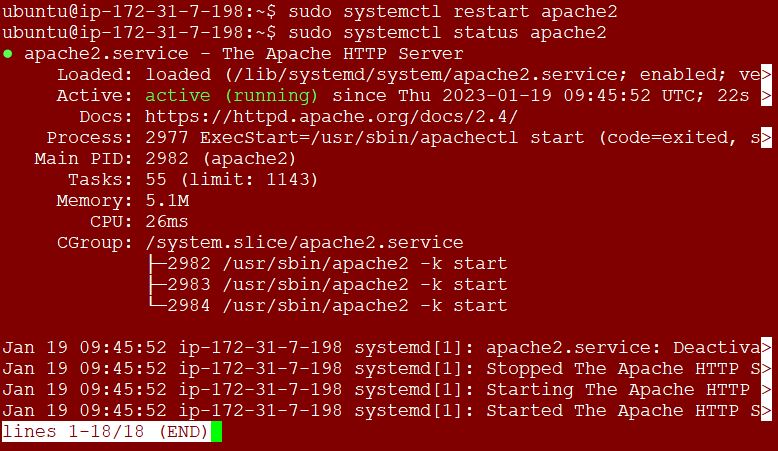 ubuntu@ip-172-31-7-198:~$ sudo systemctl restart apache2
ubuntu@ip-172-31-7-198:~$ sudo systemctl status apache2
● apache2.service - The Apache HTTP Server
     Loaded: loaded (/lib/systemd/system/apache2.service; enabled; ve>
     Active: active (running) since Thu 2023-01-19 09:45:52 UTC; 22s >
       Docs: https://httpd.apache.org/docs/2.4/
    Process: 2977 ExecStart=/usr/sbin/apachectl start (code=exited, s>
   Main PID: 2982 (apache2)
      Tasks: 55 (limit: 1143)
     Memory: 5.1M
        CPU: 26ms
     CGroup: /system.slice/apache2.service
             ├─2982 /usr/sbin/apache2 -k start
             ├─2983 /usr/sbin/apache2 -k start
             └─2984 /usr/sbin/apache2 -k start
Jan 19 09:45:52 ip-172-31-7-198 systemd[1]: apache2.service: Deactiva>
Jan 19 09:45:52 ip-172-31-7-198 systemd[1]: Stopped The Apache HTTP S>
Jan 19 09:45:52 ip-172-31-7-198 systemd[1]: Starting The Apache HTTP >
Jan 19 09:45:52 ip-172-31-7-198 systemd[1]: Started The Apache HTTP S>
lines 1-18/18 (END)